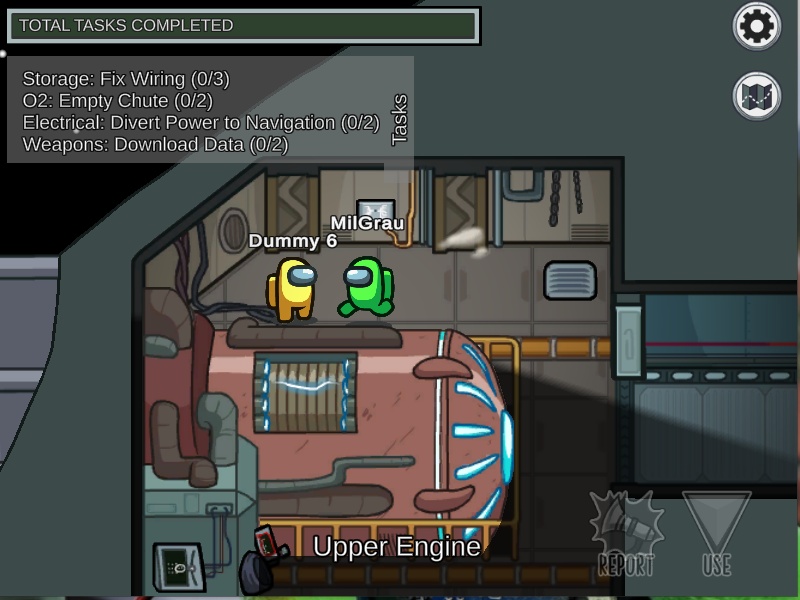 TOTAL TASKS COMPLETED
Storage: Fix Wiring (0/3)
O2: Empty Chute (0/2)
Electrical: Divert Power to Navigation (0/2)
Weapons: Download Data (0/2)
Tasks
MilGrau
Dummy 6
Upper Engine
REPORT
USE